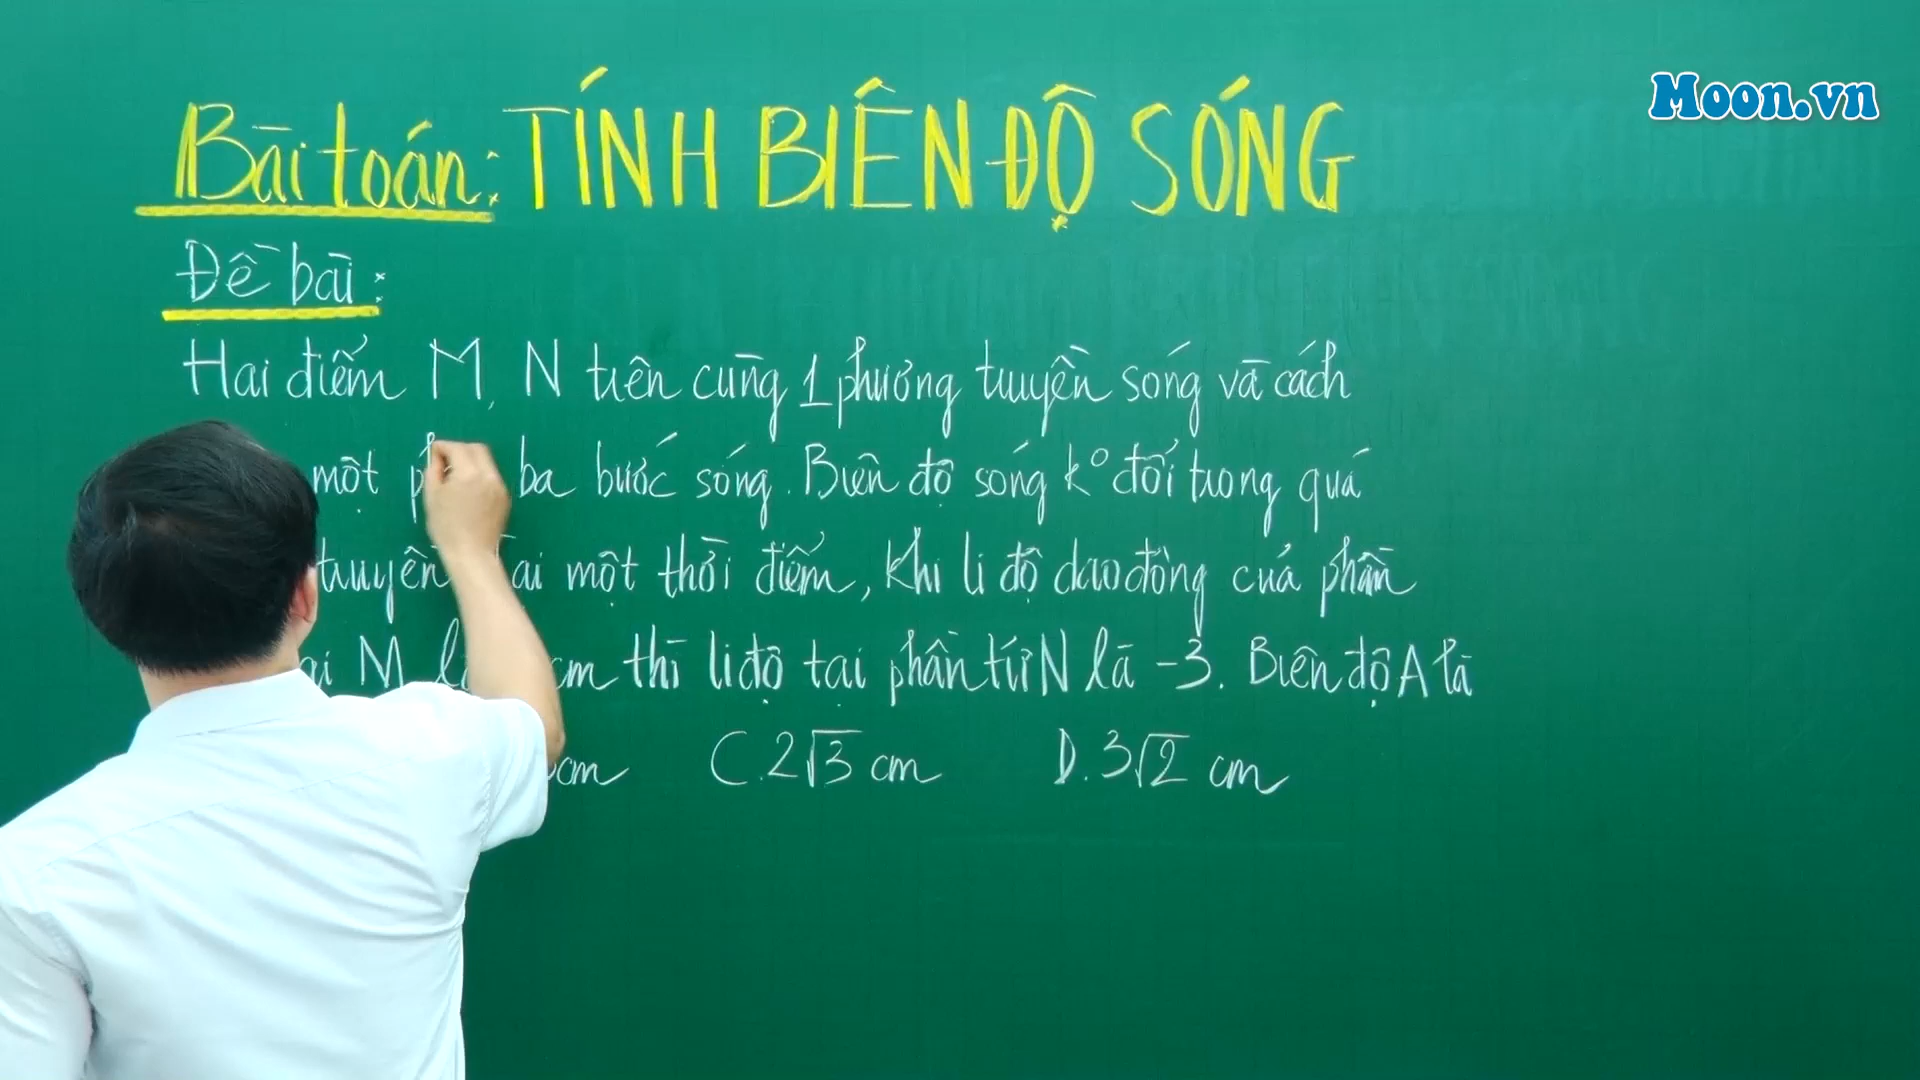 Moon.vn
Bài toán: TÍNH BIÊN ĐỘ SÓNG
Đề bài:
Hai điểm M, N trên cùng 1 phương truyền sóng và cách
một ba bước sóng. Biên độ sóng k° đổi trong quá
truyền một thời điểm, khi li độ dao động của phần
M cm thì li độ tại phần tử N là -3. Biên độ A là
cm C. 2√3 cm D. 3√2 cm